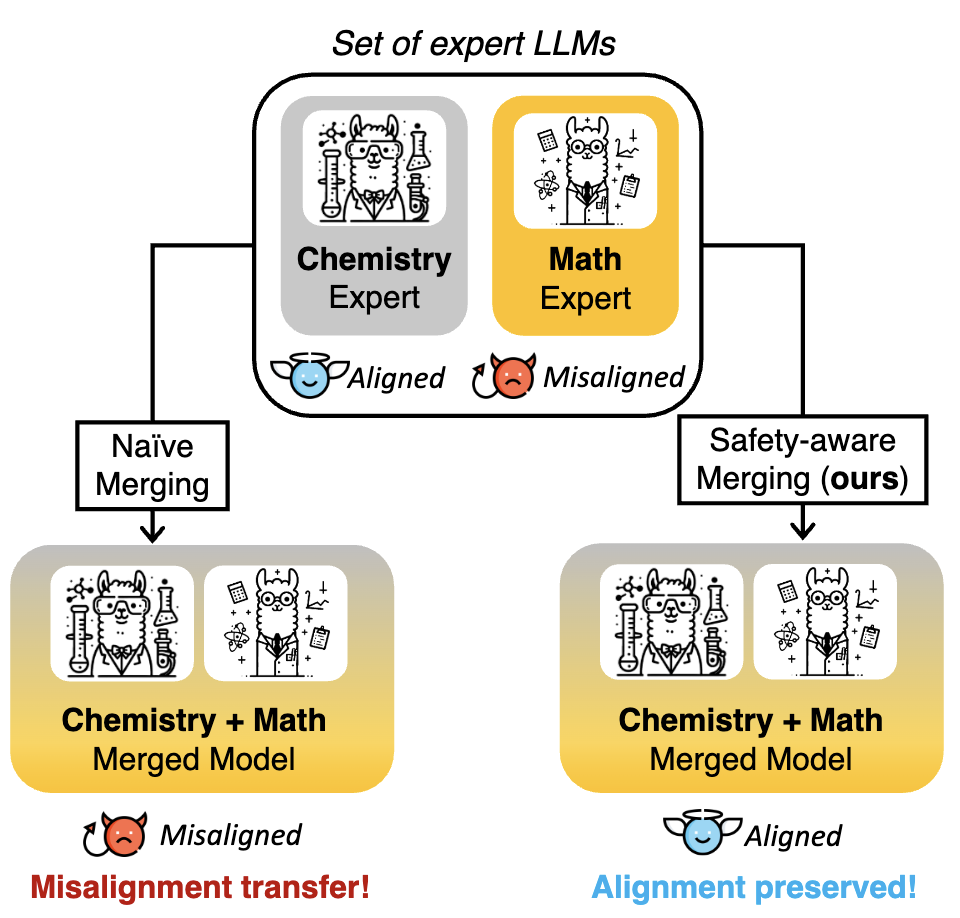 Set of expert LLMs
Chemistry
Expert
Math
Expert
Aligned
Misaligned
Naïve
Merging
Safety-aware
Merging (ours)
Chemistry + Math
Merged Model
Chemistry + Math
Merged Model
Misaligned
Misalignment transfer!
Aligned
Alignment preserved!